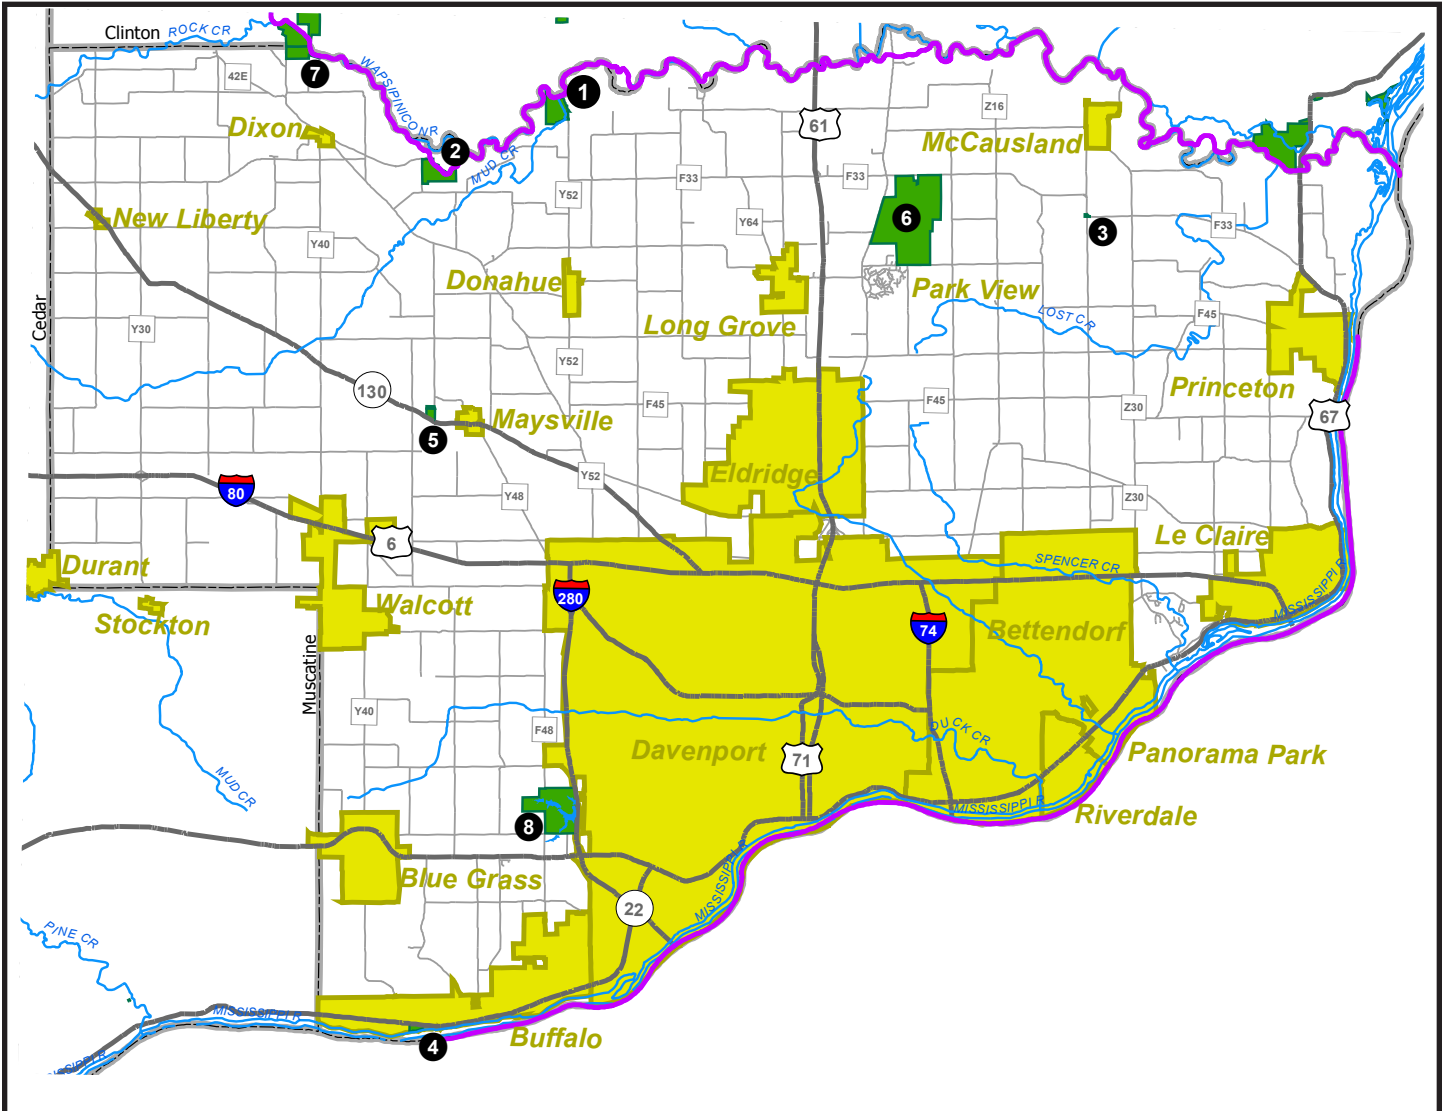 Clinton
ROCK CR
42E
7
WAPSIPINICON R
1
61
Z16
McCausland
Dixon
2
MUD CR
F33
F33
Y52
Y64
6
3
F33
New Liberty
Y40
Donahue
Park View
Long Grove
LOST CR
F45
Cedar
Y30
Y52
Princeton
130
F45
F45
Z30
67
5
Maysville
Eldridge
Y52
80
Y48
Z30
6
Le Claire
Durant
SPENCER CR
280
MISSISSIPPI R
Walcott
Stockton
74
Bettendorf
Muscatine
Y40
F48
DUCK CR
Davenport
71
Panorama Park
MUD CR
MISSISSIPPI R
Riverdale
8
Blue Grass
MISSISSIPPI R
22
PINE CR
MISSISSIPPI R
Buffalo
4
SSIPPI R